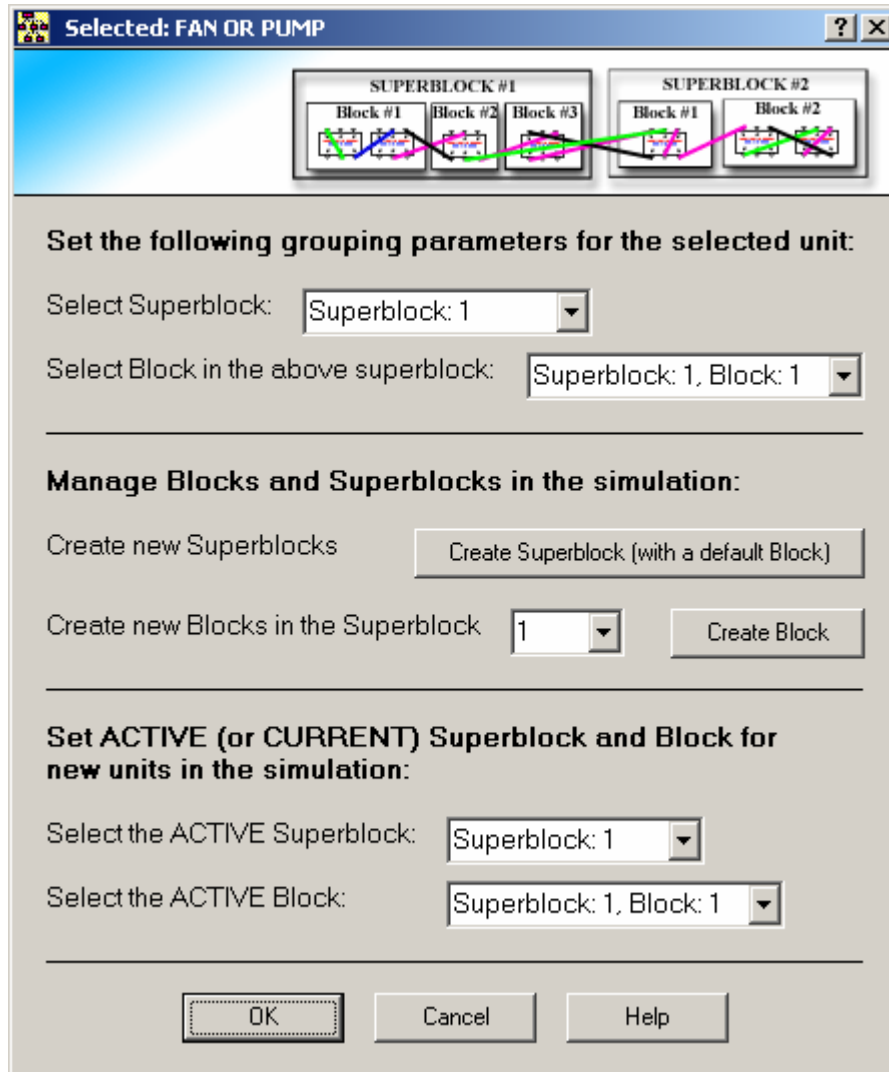 Selected: FAN OR PUMP
SUPERBLOCK #1
SUPERBLOCK #2
Block #1
Block #2
Block #3
Block #1
Block #2
Set the following grouping parameters for the selected unit:
Select Superblock:
Superblock: 1
Select Block in the above superblock:
Superblock: 1, Block: 1
Manage Blocks and Superblocks in the simulation:
Create new Superblocks
Create Superblock (with a default Block)
Create new Blocks in the Superblock
1
Create Block
Set ACTIVE (or CURRENT) Superblock and Block for
new units in the simulation:
Select the ACTIVE Superblock:
Superblock: 1
Select the ACTIVE Block:
Superblock: 1, Block: 1
OK
Cancel
Help